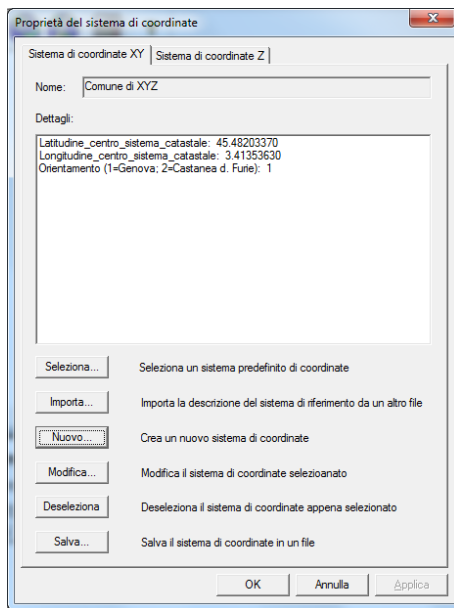 Proprietà del sistema di coordinate
Sistema di coordinate XY Sistema di coordinate Z
Nome: Comune di XYZ
Dettagli:
Latitudine_centro_sistema_catastale: 45.48203370
Longitudine_centro_sistema_catastale: 3.41353630
Orientamento (1=Genova; 2=Castanea d. Furie): 1
Seleziona... Seleziona un sistema predefinito di coordinate
Importa... Importa la descrizione del sistema di riferimento da un altro file
Nuovo... Crea un nuovo sistema di coordinate
Modifica... Modifica il sistema di coordinate selezioanato
Deseleziona Deseleziona il sistema di coordinate appena selezionato
Salva... Salva il sistema di coordinate in un file
OK Annulla Applica